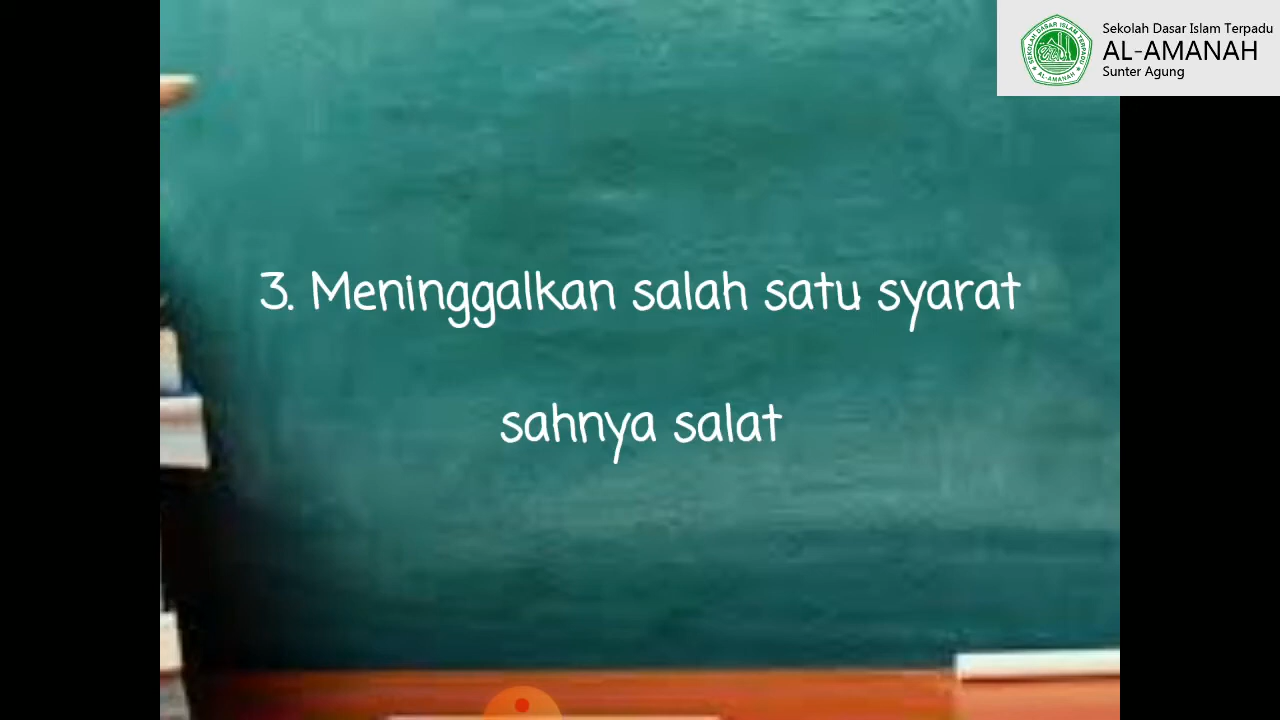 Sekolah Dasar Islam Terpadu
AL-AMANAH
Sunter Agung
3. Meninggalkan salah satu syarat
sahnya salat